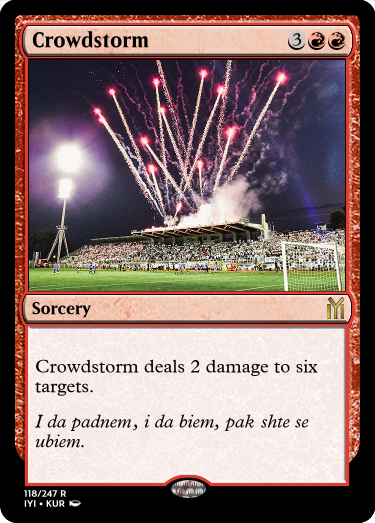 Crowdstorm 3
Sorcery
Crowdstorm deals 2 damage to six
targets.
I da padnem, i da biem, pak shte se
ubiem.
118/247 R
IYI • KUR